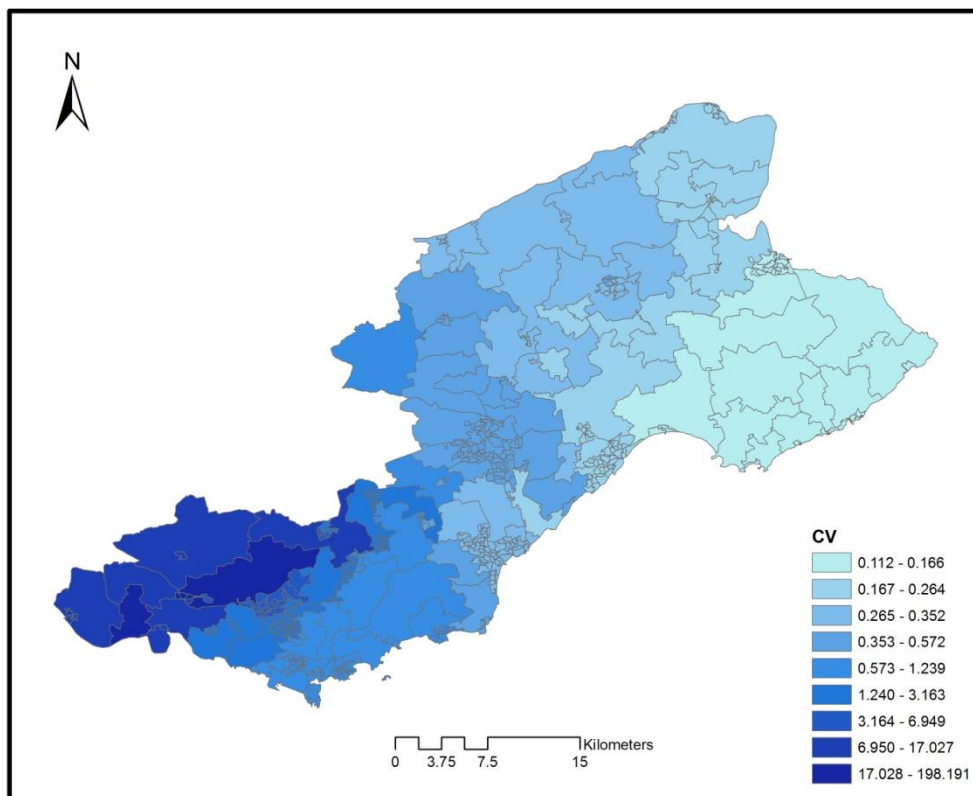 N
CV
0.112 - 0.166
0.167 - 0.264
0.265 - 0.352
0.353 - 0.572
0.573 - 1.239
1.240 - 3.163
3.164 - 6.949
6.950 - 17.027
17.028 - 198.191
Kilometers
0 3.75 7.5 15